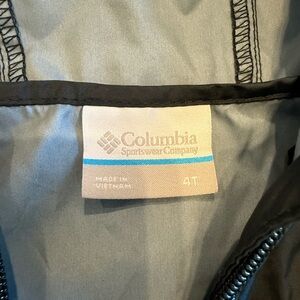 Columbia
Sportswear Company
MADE IN
VIETNAM
4T